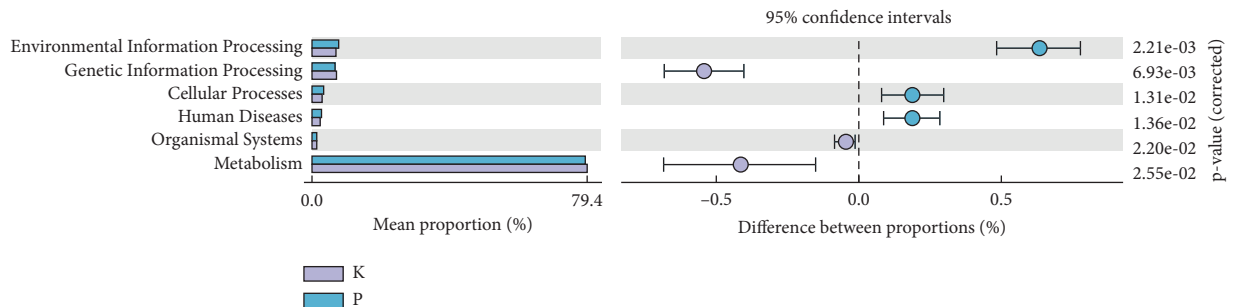 95% confidence intervals
Environmental Information Processing 2.21e-03
Genetic Information Processing 6.93e-03
Cellular Processes 1.31e-02
Human Diseases 1.36e-02
Organismal Systems 2.20e-02
Metabolism 2.55e-02
p-value (corrected)
0.0 79.4 –0.5 0.0 0.5
Mean proportion (%) Difference between proportions (%)
K
P